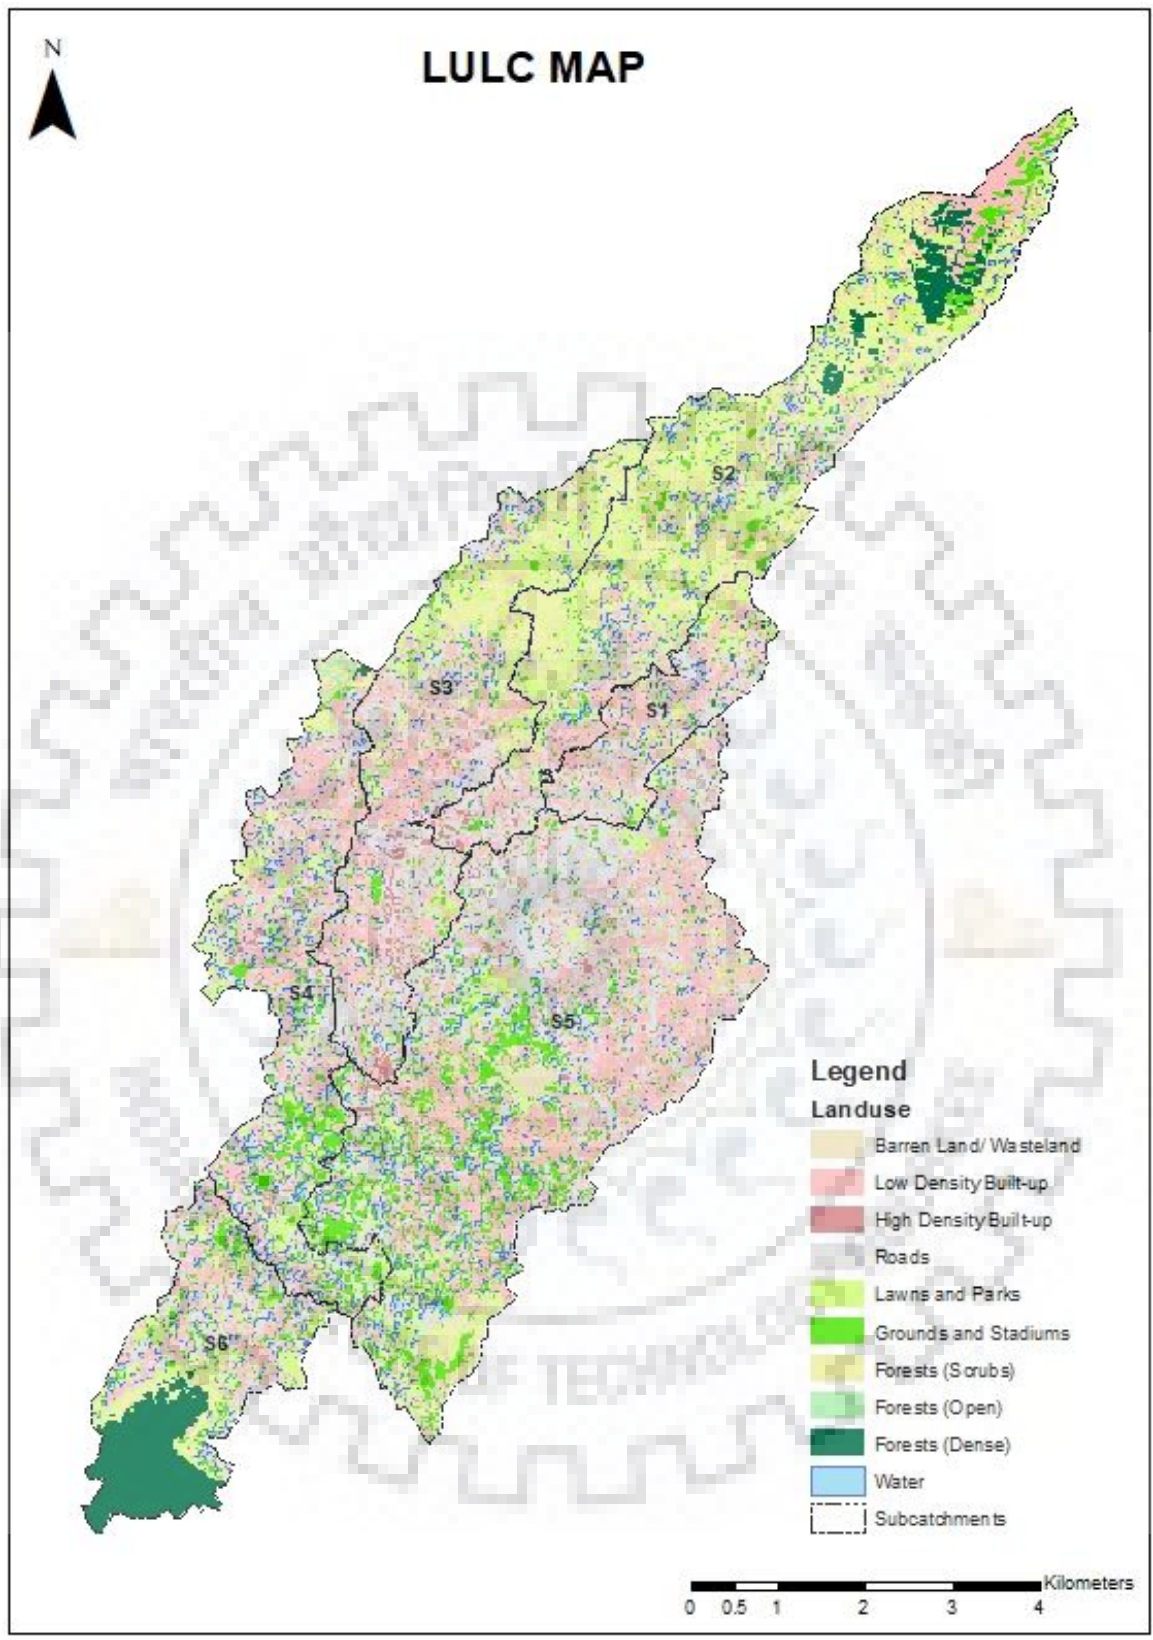 N
LULC MAP
S2
S3
S1
S4
S5
S6
Legend
Landuse
Barren Land/ Wasteland
Low Density Built-up
High Density Built-up
Roads
Lawns and Parks
Grounds and Stadiums
Forests (Scrubs)
Forests (Open)
Forests (Dense)
Water
Subcatchments
OF TECHNOLO
Kilometers
0 0.5 1 2 3 4